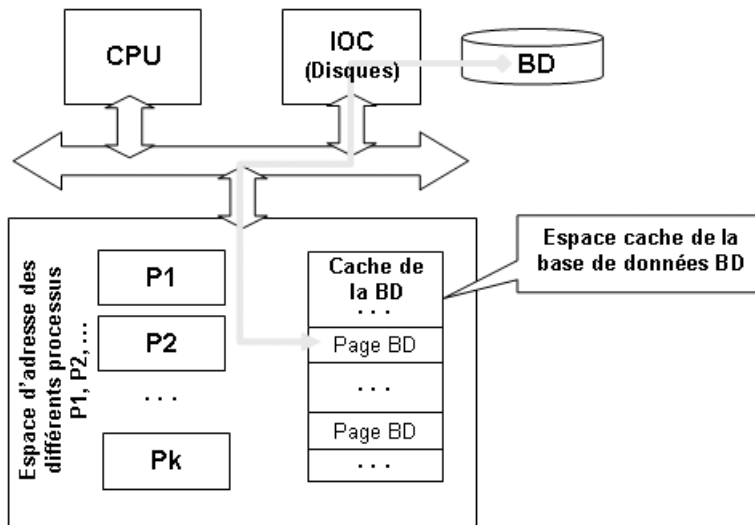 CPU
IOC
(Disques)
BD
Espace cache de la
base de données BD
Espace d'adresse des
différents processus
P1, P2, ...
P1
P2
. . .
Pk
Cache de
la BD
. . .
Page BD
. . .
Page BD
. . .